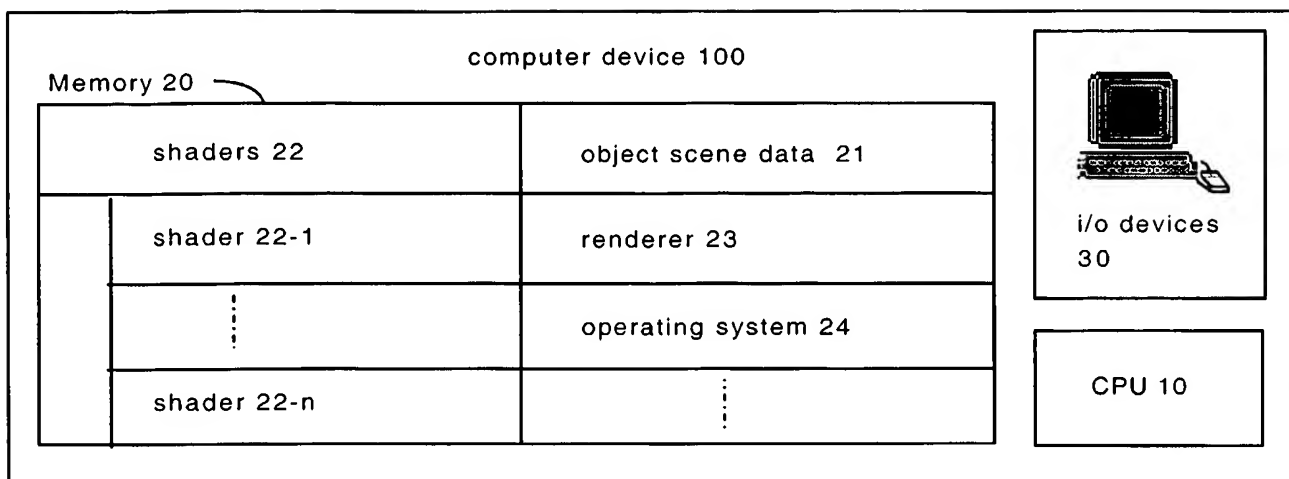 computer device 100
Memory 20
shaders 22
object scene data 21
shader 22-1
renderer 23
operating system 24
shader 22-n
i/o devices
30
CPU 10